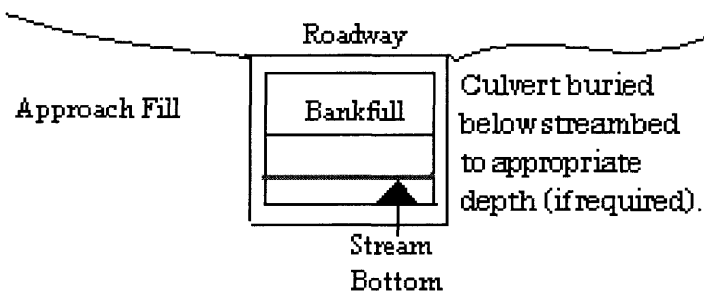 Roadway
Approach Fill
Bankfull
Culvert buried
below streambed
to appropriate
depth (if required).
Stream
Bottom